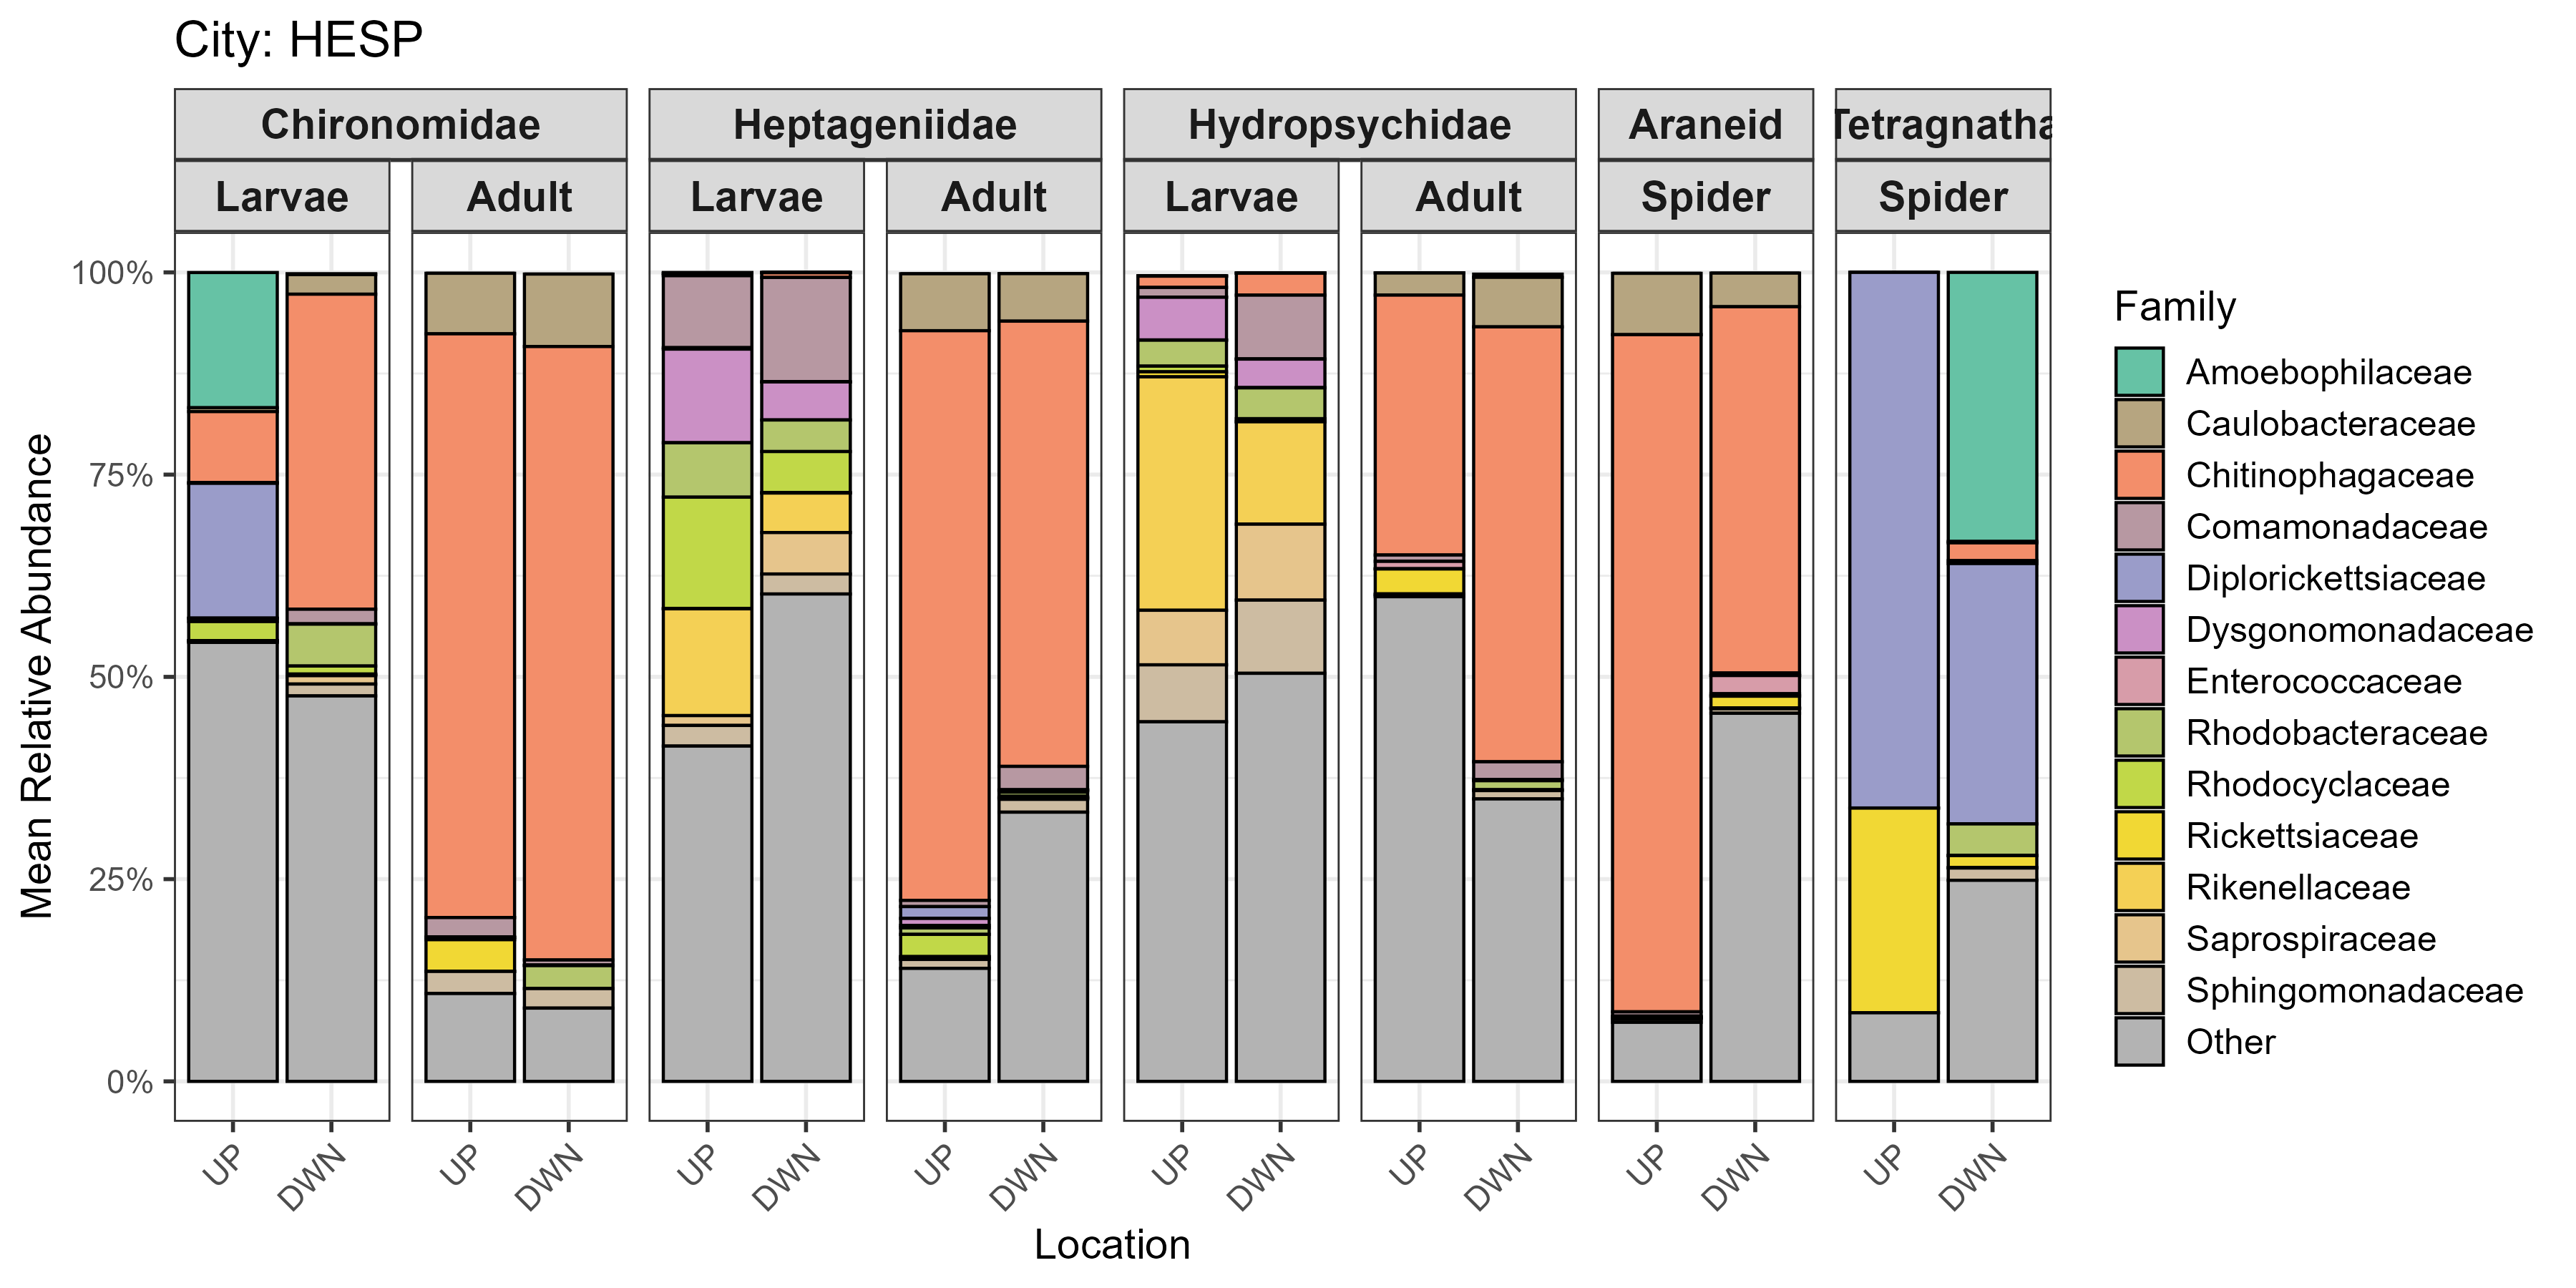 City: HESP
Chironomidae
Heptageniidae
Hydropsychidae
Araneid
Tetragnatha
Larvae
Adult
Larvae
Adult
Larvae
Adult
Spider
Spider
Mean Relative Abundance
100%
75%
50%
25%
0%
UP
DWN
UP
DWN
UP
DWN
UP
DWN
UP
DWN
UP
DWN
UP
DWN
UP
DWN
Location
Family
Amoebophilaceae
Caulobacteraceae
Chitinophagaceae
Comamonadaceae
Diplorickettsiaceae
Dysgonomonadaceae
Enterococcaceae
Rhodobacteraceae
Rhodocyclaceae
Rickettsiaceae
Rikenellaceae
Saprospiraceae
Sphingomonadaceae
Other